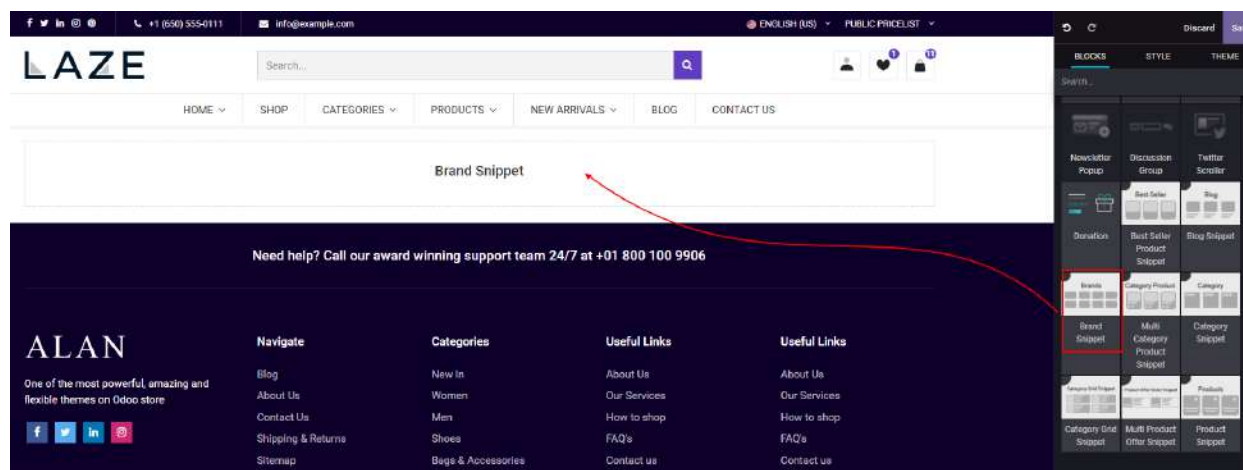 +1 (650) 555-0111
info@example.com
ENGLISH (US)
PUBLIC PRICELIST
Discard
LAZE
Search...
1
11
BLOCKS
STYLE
THEME
Search...
HOME
SHOP
CATEGORIES
PRODUCTS
NEW ARRIVALS
BLOG
CONTACT US
Brand Snippet
Newsletter
Popup
Discussion
Group
Twitter
Scroller
Best Seller
Blog
Donation
Best Seller
Product
Snippet
Blog Snippet
Brands
Category Product
Category
Brand
Snippet
Multi
Category
Product
Snippet
Category
Snippet
Products
Category Grid
Snippet
Multi Product
Offer Snippet
Product
Snippet
Need help? Call our award winning support team 24/7 at +01 800 100 9906
ALAN
One of the most powerful, amazing and
flexible themes on Odoo store
Navigate
Blog
About Us
Contact Us
Shipping & Returns
Sitemap
Categories
New In
Women
Men
Shoes
Bags & Accessories
Useful Links
About Us
Our Services
How to shop
FAQ's
Contact us
Useful Links
About Us
Our Services
How to shop
FAQ's
Contact us